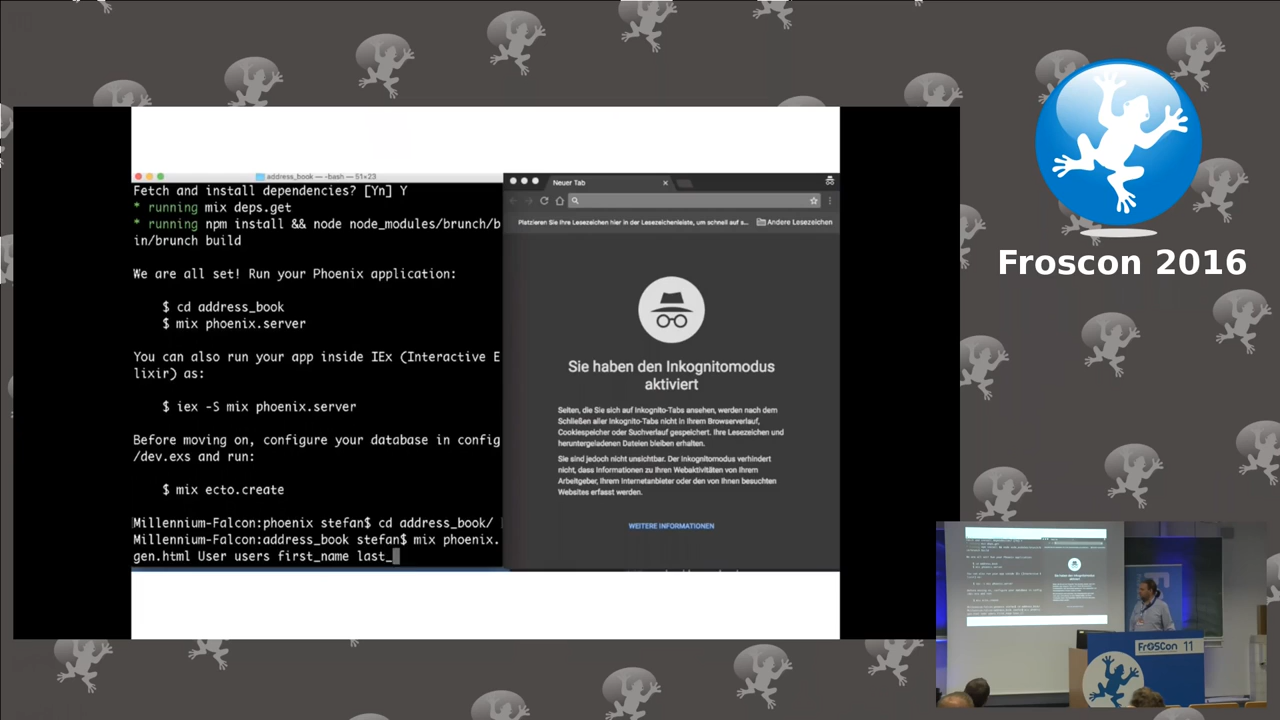 address_book — -bash — 51×23
Fetch and install dependencies? [Yn] Y
* running mix deps.get
* running npm install && node node_modules/brunch/b
in/brunch build
We are all set! Run your Phoenix application:
$ cd address_book
$ mix phoenix.server
You can also run your app inside IEx (Interactive E
lixir) as:
$ iex -S mix phoenix.server
Before moving on, configure your database in config
/dev.exs and run:
$ mix ecto.create
Millennium-Falcon:phoenix stefan$ cd address_book/
Millennium-Falcon:address_book stefan$ mix phoenix.
gen.html User users first_name last_
Neuer Tab
Platzieren Sie Ihre Lesezeichen hier in der Lesezeichenleiste, um schnell auf s...
Andere Lesezeichen
Sie haben den Inkognitomodus
aktiviert
Seiten, die Sie sich auf Inkognito-Tabs ansehen, werden nach dem
Schließen aller Inkognito-Tabs nicht in Ihrem Browserverlauf,
Cookiespeicher oder Suchverlauf gespeichert. Ihre Lesezeichen und
heruntergeladenen Dateien bleiben erhalten.
Sie sind jedoch nicht unsichtbar. Der Inkognitomodus verhindert
nicht, dass Informationen zu Ihren Webaktivitäten von Ihrem
Arbeitgeber, Ihrem Internetanbieter oder den von Ihnen besuchten
Websites erfasst werden.
WEITERE INFORMATIONEN
Froscon 2016
FrOSCon 11